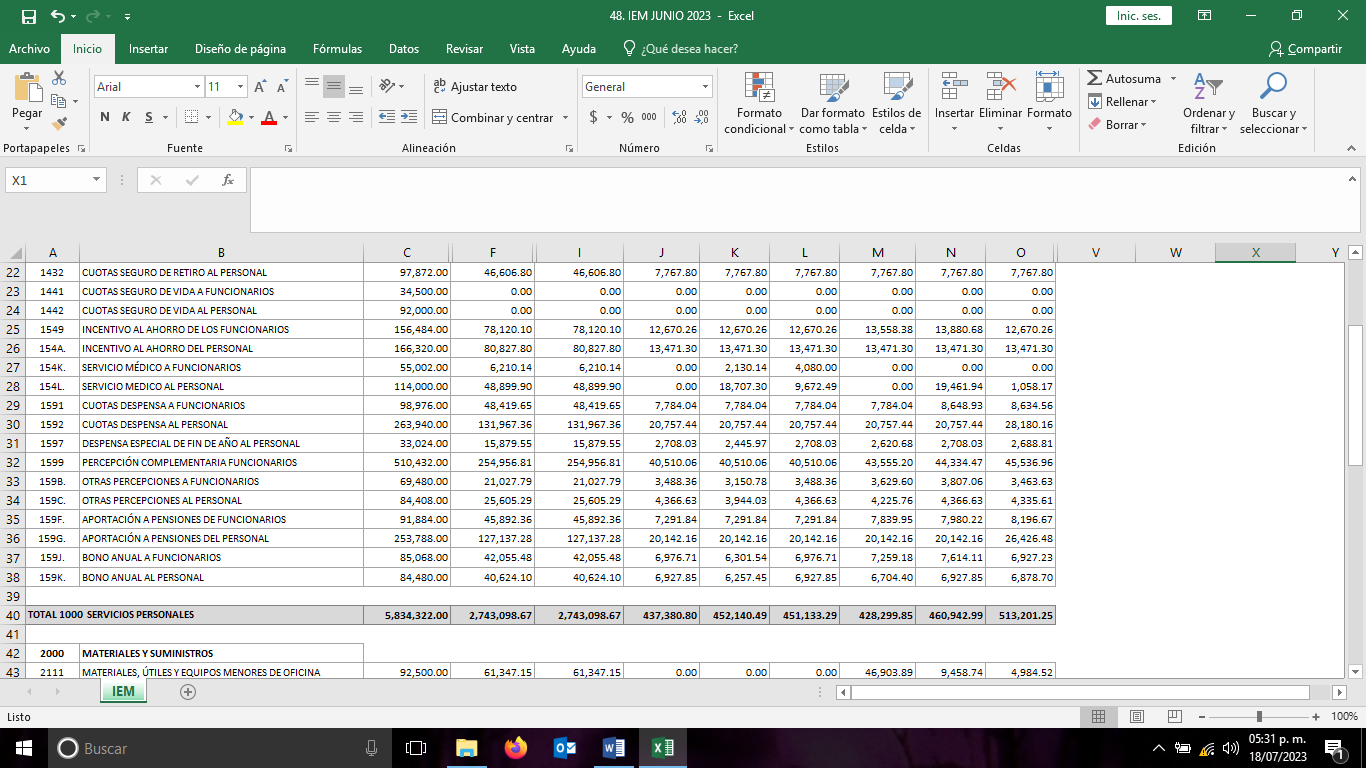 48. IEM JUNIO 2023 - Excel
Inic. ses.
Archivo Inicio Insertar Diseño de página Fórmulas Datos Revisar Vista Ayuda ¿Qué desea hacer? Compartir
Arial 11 Ajustar texto General Autosuma
Pegar Formato condicional Dar formato como tabla Estilos de celda Insertar Eliminar Formato Rellenar Ordenar y filtrar Buscar y seleccionar
N K S Combinar y centrar $ % 000 Borrar
Portapapeles Fuente Alineación Número Estilos Celdas Edición
X1 fx
A B C F I J K L M N O V W X Y
22 1432 CUOTAS SEGURO DE RETIRO AL PERSONAL 97,872.00 46,606.80 46,606.80 7,767.80 7,767.80 7,767.80 7,767.80 7,767.80 7,767.80
23 1441 CUOTAS SEGURO DE VIDA A FUNCIONARIOS 34,500.00 0.00 0.00 0.00 0.00 0.00 0.00 0.00 0.00
24 1442 CUOTAS SEGURO DE VIDA AL PERSONAL 92,000.00 0.00 0.00 0.00 0.00 0.00 0.00 0.00 0.00
25 1549 INCENTIVO AL AHORRO DE LOS FUNCIONARIOS 156,484.00 78,120.10 78,120.10 12,670.26 12,670.26 12,670.26 13,558.38 13,880.68 12,670.26
26 154A. INCENTIVO AL AHORRO DEL PERSONAL 166,320.00 80,827.80 80,827.80 13,471.30 13,471.30 13,471.30 13,471.30 13,471.30 13,471.30
27 154K. SERVICIO MÉDICO A FUNCIONARIOS 55,002.00 6,210.14 6,210.14 0.00 2,130.14 4,080.00 0.00 0.00 0.00
28 154L. SERVICIO MEDICO AL PERSONAL 114,000.00 48,899.90 48,899.90 0.00 18,707.30 9,672.49 0.00 19,461.94 1,058.17
29 1591 CUOTAS DESPENSA A FUNCIONARIOS 98,976.00 48,419.65 48,419.65 7,784.04 7,784.04 7,784.04 7,784.04 8,648.93 8,634.56
30 1592 CUOTAS DESPENSA AL PERSONAL 263,940.00 131,967.36 131,967.36 20,757.44 20,757.44 20,757.44 20,757.44 20,757.44 28,180.16
31 1597 DESPENSA ESPECIAL DE FIN DE AÑO AL PERSONAL 33,024.00 15,879.55 15,879.55 2,708.03 2,445.97 2,708.03 2,620.68 2,708.03 2,688.81
32 1599 PERCEPCIÓN COMPLEMENTARIA FUNCIONARIOS 510,432.00 254,956.81 254,956.81 40,510.06 40,510.06 40,510.06 43,555.20 44,334.47 45,536.96
33 159B. OTRAS PERCEPCIONES A FUNCIONARIOS 69,480.00 21,027.79 21,027.79 3,488.36 3,150.78 3,488.36 3,629.60 3,807.06 3,463.63
34 159C. OTRAS PERCEPCIONES AL PERSONAL 84,408.00 25,605.29 25,605.29 4,366.63 3,944.03 4,366.63 4,225.76 4,366.63 4,335.61
35 159F. APORTACIÓN A PENSIONES DE FUNCIONARIOS 91,884.00 45,892.36 45,892.36 7,291.84 7,291.84 7,291.84 7,839.95 7,980.22 8,196.67
36 159G. APORTACIÓN A PENSIONES DEL PERSONAL 253,788.00 127,137.28 127,137.28 20,142.16 20,142.16 20,142.16 20,142.16 20,142.16 26,426.48
37 159J. BONO ANUAL A FUNCIONARIOS 85,068.00 42,055.48 42,055.48 6,976.71 6,301.54 6,976.71 7,259.18 7,614.11 6,927.23
38 159K. BONO ANUAL AL PERSONAL 84,480.00 40,624.10 40,624.10 6,927.85 6,257.45 6,927.85 6,704.40 6,927.85 6,878.70
39
40 TOTAL 1000 SERVICIOS PERSONALES 5,834,322.00 2,743,098.67 2,743,098.67 437,380.80 452,140.49 451,133.29 428,299.85 460,942.99 513,201.25
41
42 2000 MATERIALES Y SUMINISTROS
43 2111 MATERIALES, ÚTILES Y EQUIPOS MENORES DE OFICINA 92,500.00 61,347.15 61,347.15 0.00 0.00 0.00 46,903.89 9,458.74 4,984.52
IEM
Listo 100%
Buscar 05:31 p. m.
18/07/2023 1